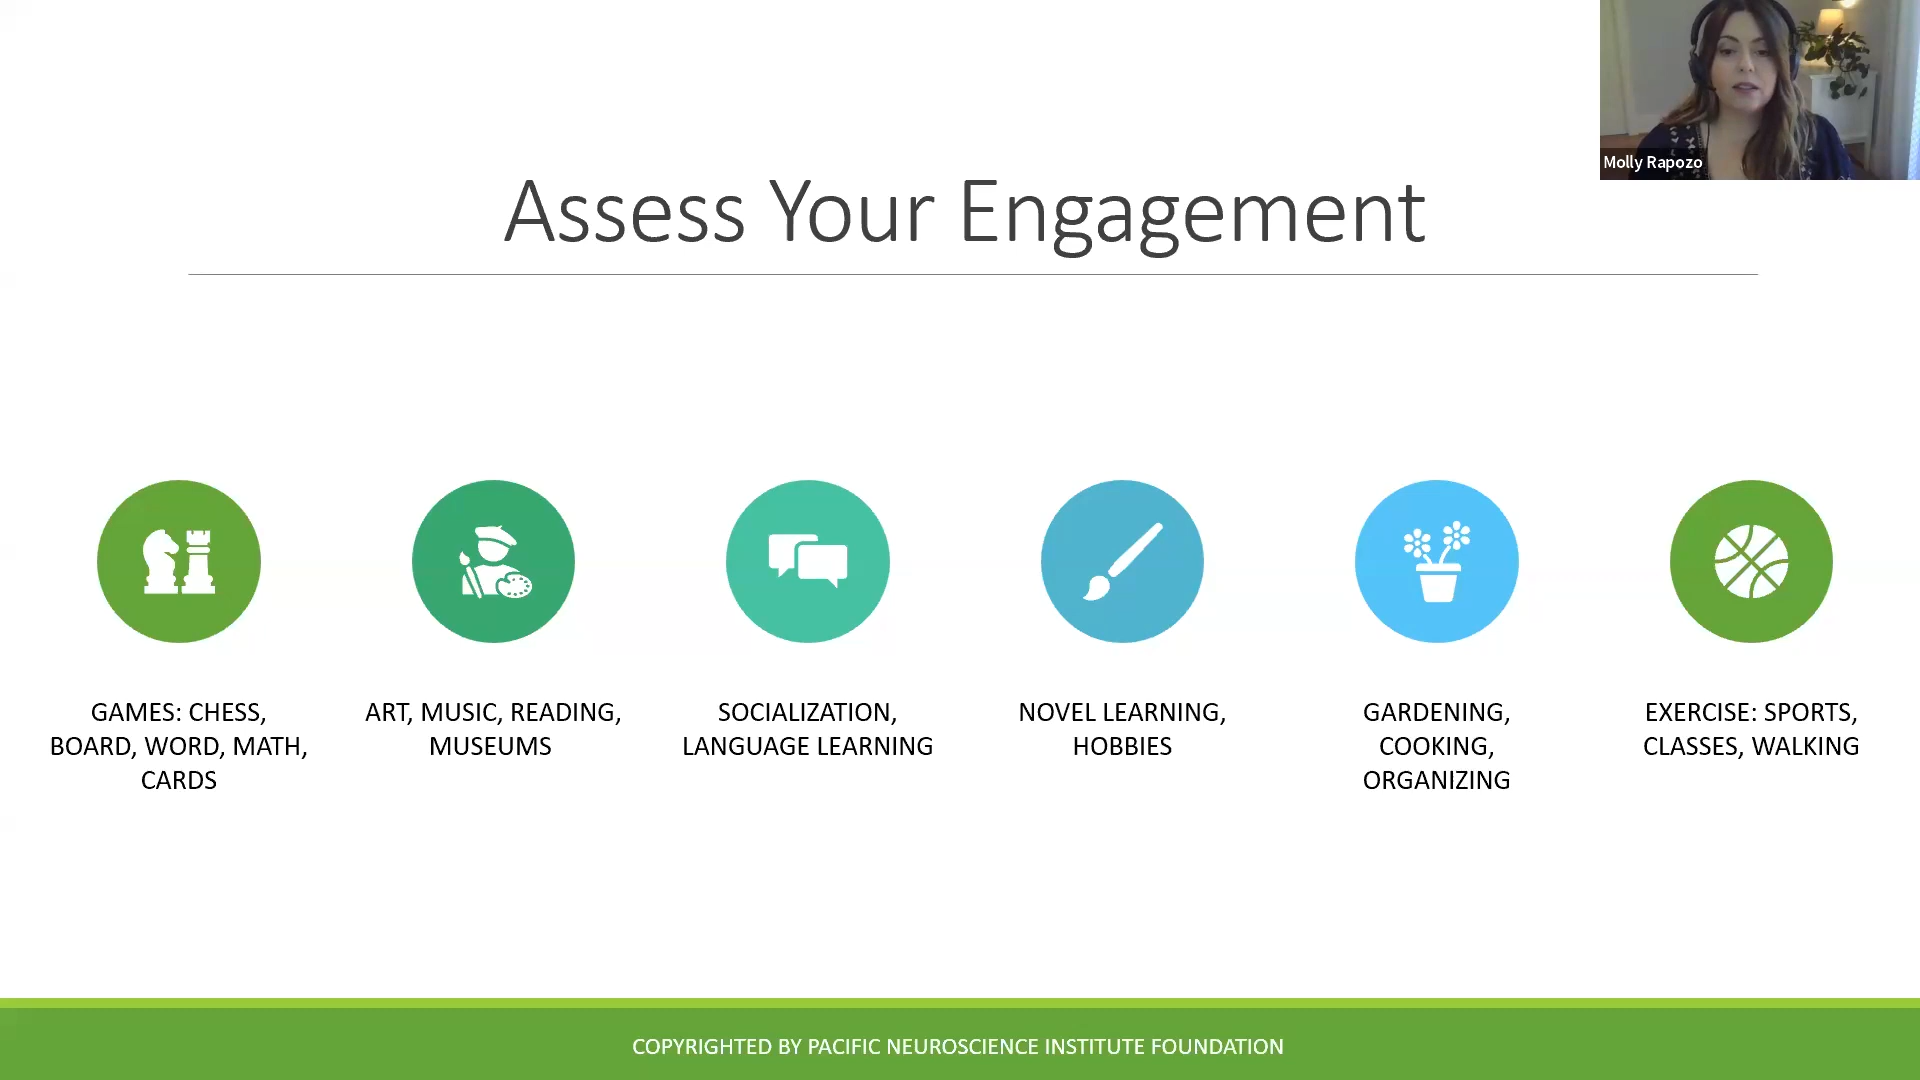 Molly Rapozo
Assess Your Engagement
GAMES: CHESS,
BOARD, WORD, MATH,
CARDS
ART, MUSIC, READING,
MUSEUMS
SOCIALIZATION,
LANGUAGE LEARNING
NOVEL LEARNING,
HOBBIES
GARDENING,
COOKING,
ORGANIZING
EXERCISE: SPORTS,
CLASSES, WALKING
COPYRIGHTED BY PACIFIC NEUROSCIENCE INSTITUTE FOUNDATION